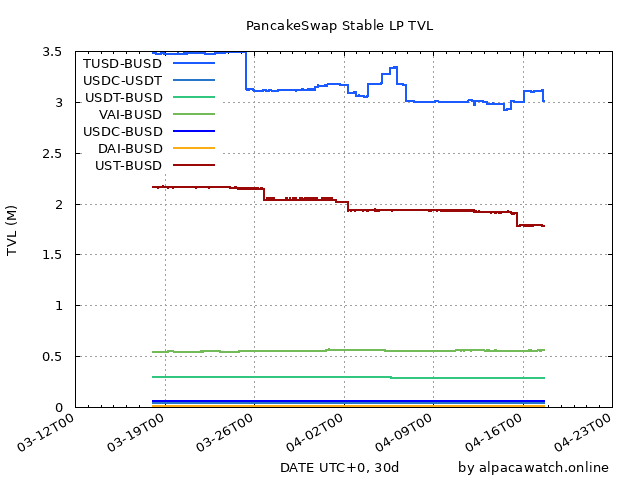 PancakeSwap Stable LP TVL
3.5
3
2.5
2
1.5
1
0.5
0
TVL (M)
TUSD-BUSD
USDC-USDT
USDT-BUSD
VAI-BUSD
USDC-BUSD
DAI-BUSD
UST-BUSD
03-12T00 03-19T00 03-26T00 04-02T00 04-09T00 04-16T00 04-23T00
DATE UTC+0, 30d by alpacawatch.online